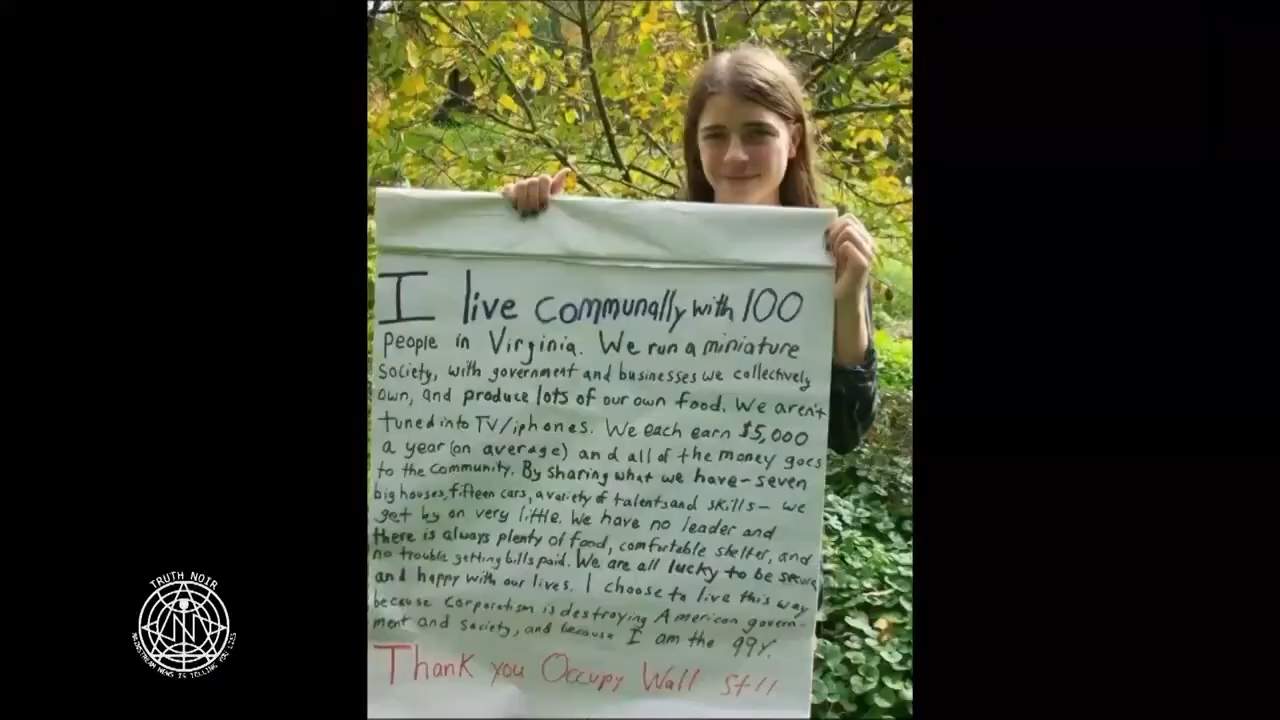 I live communally with 100
people in Virginia. We run a miniature
society, with government and businesses we collectively
own, and produce lots of our own food. We aren't
tuned into TV/iphones. We each earn $5,000
a year (on average) and all of the money goes
to the community. By sharing what we have - seven
big houses, fifteen cars, a variety of talents and skills - we
get by on very little. We have no leader and
there is always plenty of food, comfortable shelter, and
no trouble getting bills paid. We are all lucky to be secure
and happy with our lives. I choose to live this way
because corporatism is destroying American govern-
ment and society, and because I am the 99%.
Thank you Occupy Wall
TRUTH NOIR
MAINSTREAM NEWS IS TELLING YOU LIES